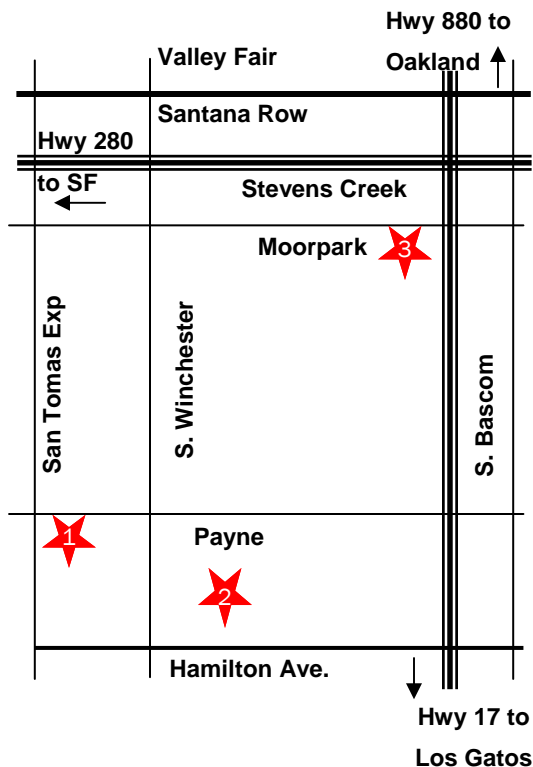 Hwy 880 to
Oakland
Valley Fair
Santana Row
Hwy 280
to SF
Stevens Creek
Moorpark
3
San Tomas Exp
S. Winchester
S. Bascom
1
Payne
2
Hamilton Ave.
Hwy 17 to
Los Gatos